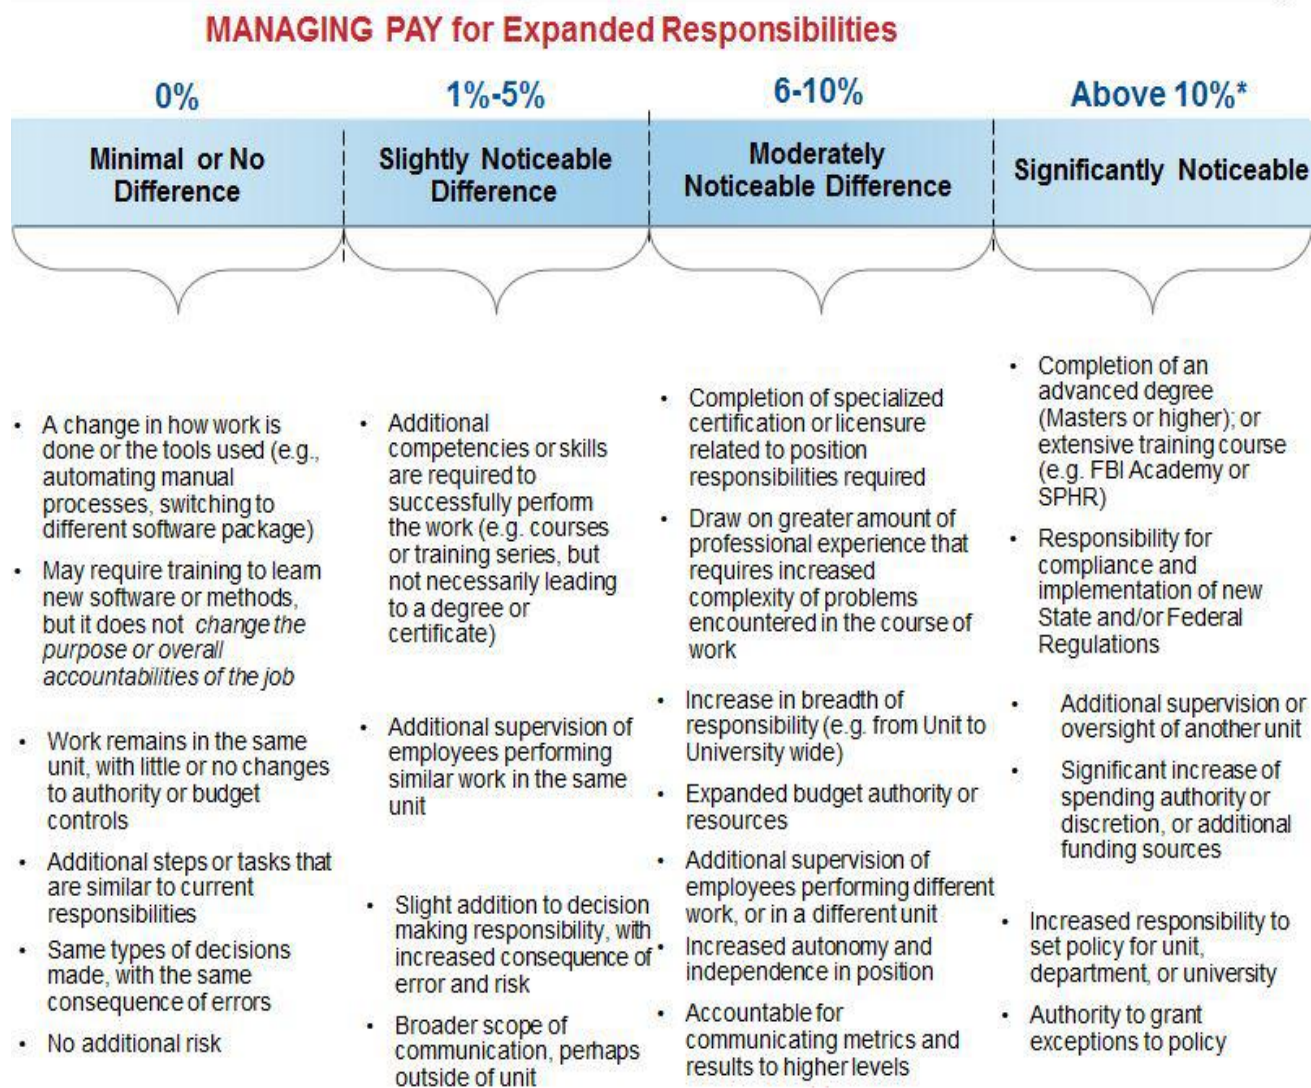 MANAGING PAY for Expanded Responsibilities
0%
1%-5%
6-10%
Above 10%*
Minimal or No
Difference
Slightly Noticeable
Difference
Moderately
Noticeable Difference
Significantly Noticeable
• A change in how work is
done or the tools used (e.g.,
automating manual
processes, switching to
different software package)
• May require training to learn
new software or methods,
but it does not change the
purpose or overall
accountabilities of the job
• Work remains in the same
unit, with little or no changes
to authority or budget
controls
• Additional steps or tasks that
are similar to current
responsibilities
• Same types of decisions
made, with the same
consequence of errors
• No additional risk
• Additional
competencies or skills
are required to
successfully perform
the work (e.g. courses
or training series, but
not necessarily leading
to a degree or
certificate)
• Additional supervision of
employees performing
similar work in the same
unit
• Slight addition to decision
making responsibility, with
increased consequence of
error and risk
• Broader scope of
communication, perhaps
outside of unit
• Completion of specialized
certification or licensure
related to position
responsibilities required
• Draw on greater amount of
professional experience that
requires increased
complexity of problems
encountered in the course of
work
• Increase in breadth of
responsibility (e.g. from Unit to
University wide)
• Expanded budget authority or
resources
• Additional supervision of
employees performing different
work, or in a different unit
• Increased autonomy and
independence in position
• Accountable for
communicating metrics and
results to higher levels
• Completion of an
advanced degree
(Masters or higher); or
extensive training course
(e.g. FBI Academy or
SPHR)
• Responsibility for
compliance and
implementation of new
State and/or Federal
Regulations
• Additional supervision or
oversight of another unit
• Significant increase of
spending authority or
discretion, or additional
funding sources
• Increased responsibility to
set policy for unit,
department, or university
• Authority to grant
exceptions to policy